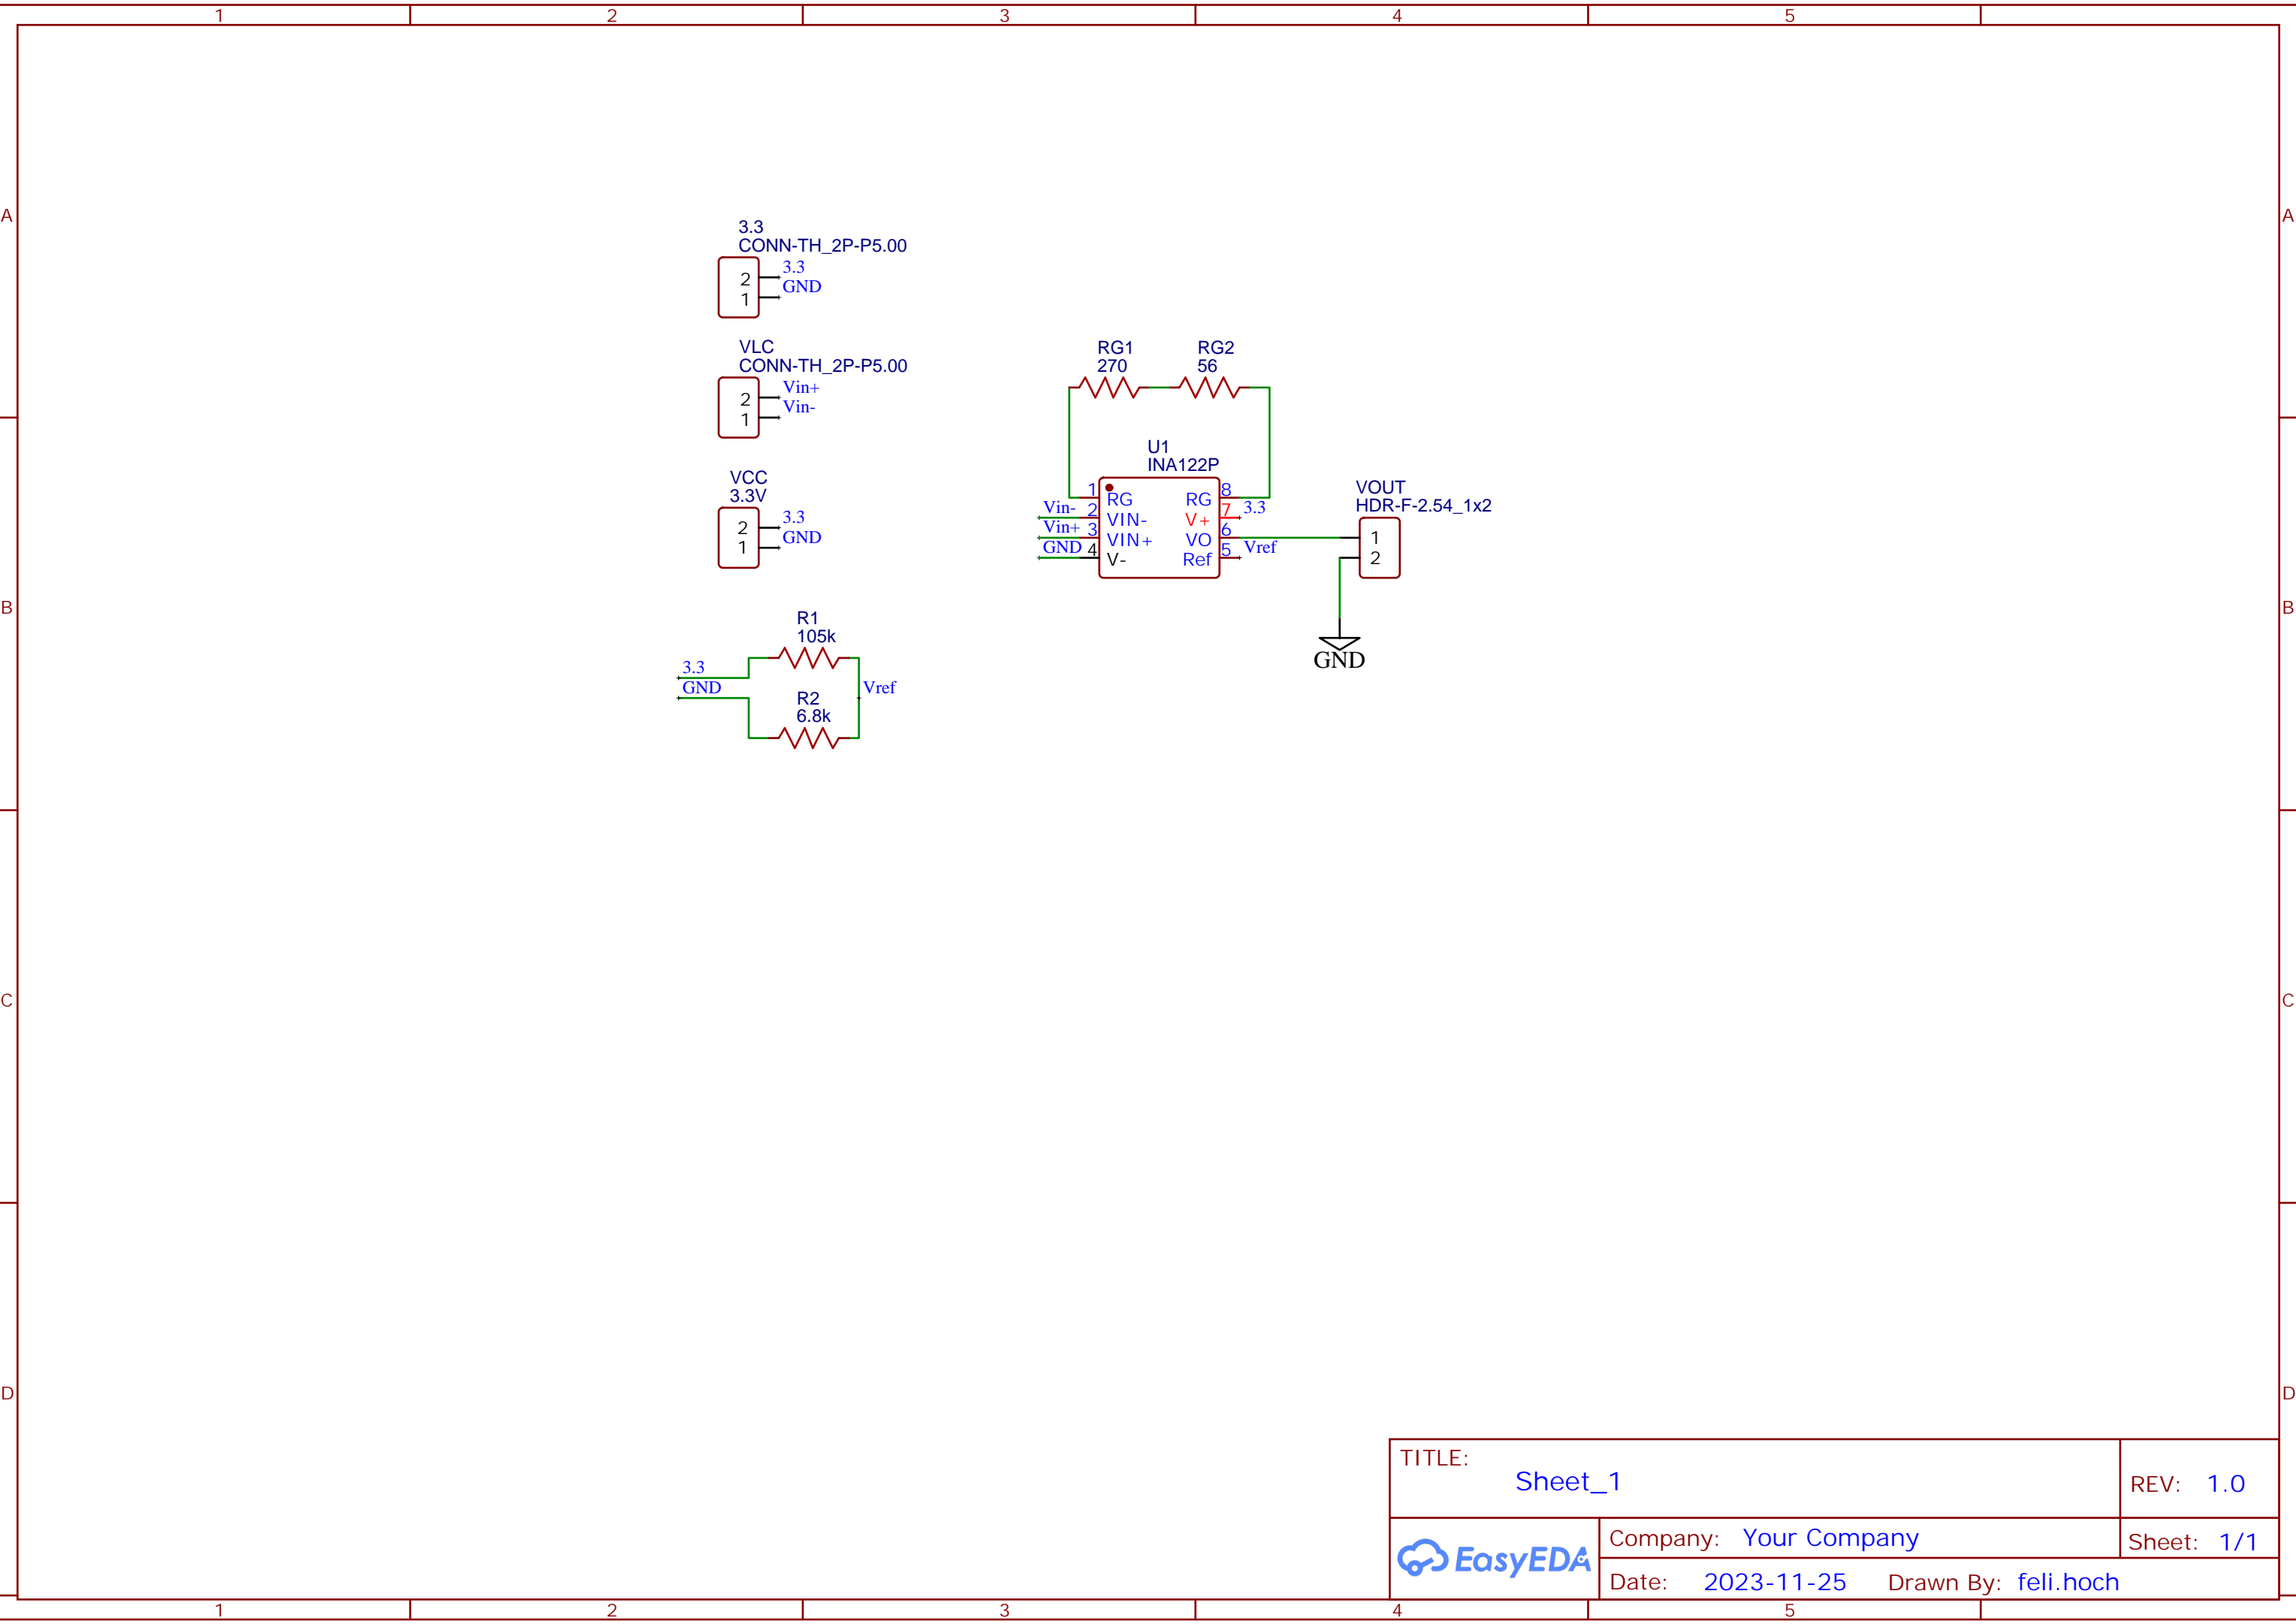 1 2 3 4 5
A A
3.3
CONN-TH_2P-P5.00
2 3.3
1 GND
VLC
CONN-TH_2P-P5.00
2 Vin+
1 Vin-
RG1 RG2
270 56
U1
INA122P
1 RG RG 8
Vin- 2 VIN- V+ 7 3.3
Vin+ 3 VIN+ VO 6
GND 4 V- Ref 5 Vref
VCC
3.3V
2 3.3
1 GND
VOUT
HDR-F-2.54_1x2
1
2
GND
B B
R1
105k
3.3
GND
Vref
R2
6.8k
C C
D D
TITLE:
Sheet_1
REV: 1.0
EasyEDA
Company: Your Company
Sheet: 1/1
Date: 2023-11-25 Drawn By: feli.hoch
1 2 3 4 5